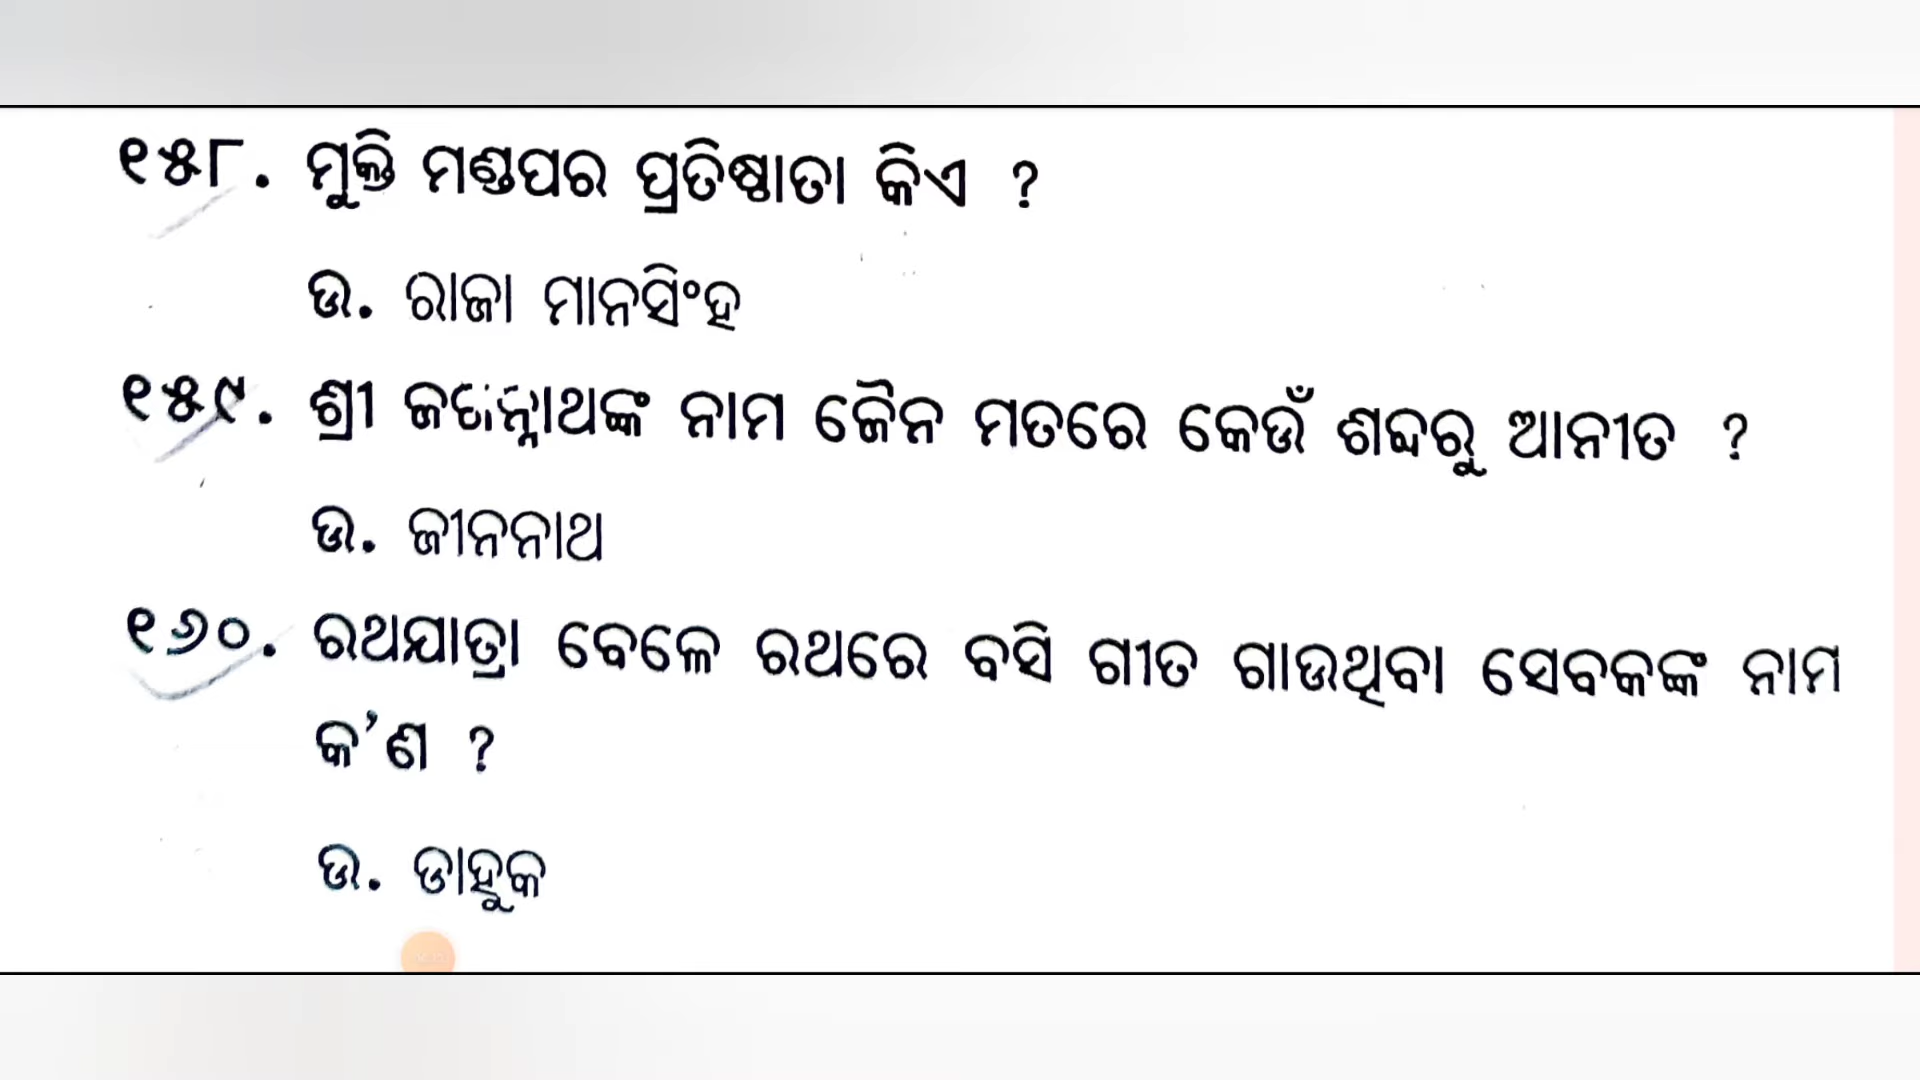 ୧୫୮. ମୁକ୍ତି ମଣ୍ଡପର ପ୍ରତିଷ୍ଠାତା କିଏ ?
ଉ. ରାଜା ମାନସିଂହ
୧୫୯. ଶ୍ରୀ ଜଗନ୍ନାଥଙ୍କ ନାମ ଜୈନ ମତରେ କେଉଁ ଶବ୍ଦରୁ ଆନୀତ ?
ଉ. ଜୀନନାଥ
୧୬୦. ରଥଯାତ୍ରା ବେଳେ ରଥରେ ବସି ଗୀତ ଗାଉଥିବା ସେବକଙ୍କ ନାମ
କ’ଣ ?
ଉ. ଡାହୁକ